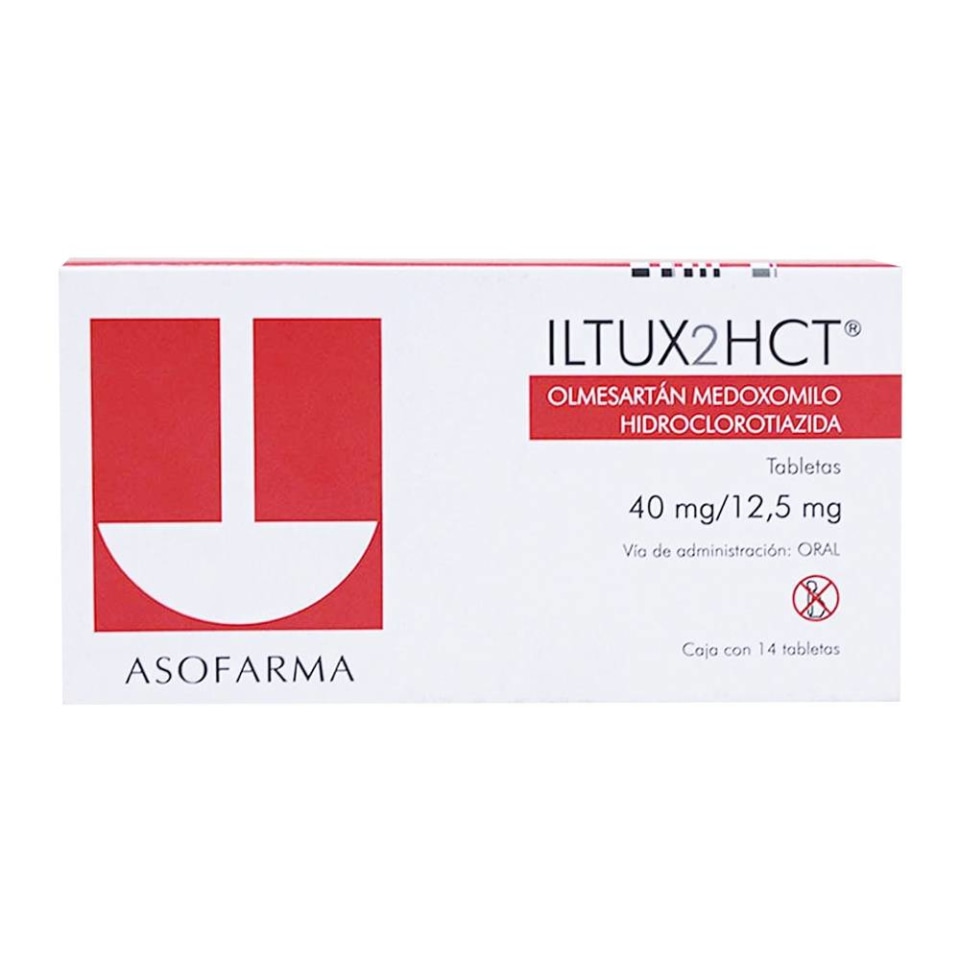 ILTUX2HCT®
OLMESARTÁN MEDOXOMILO
HIDROCLOROTIAZIDA
Tabletas
40 mg/12,5 mg
Vía de administración: ORAL
Caja con 14 tabletas
ASOFARMA